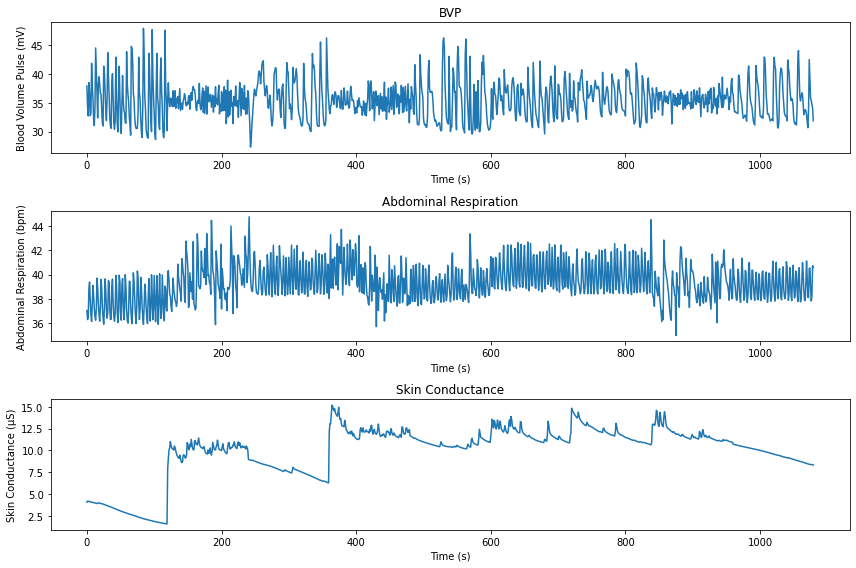 BVP
Blood Volume Pulse (mV)
45
40
35
30
0 200 400 600 800 1000
Time (s)
Abdominal Respiration
Abdominal Respiration (bpm)
44
42
40
38
36
0 200 400 600 800 1000
Time (s)
Skin Conductance
Skin Conductance (μS)
15.0
12.5
10.0
7.5
5.0
2.5
0 200 400 600 800 1000
Time (s)